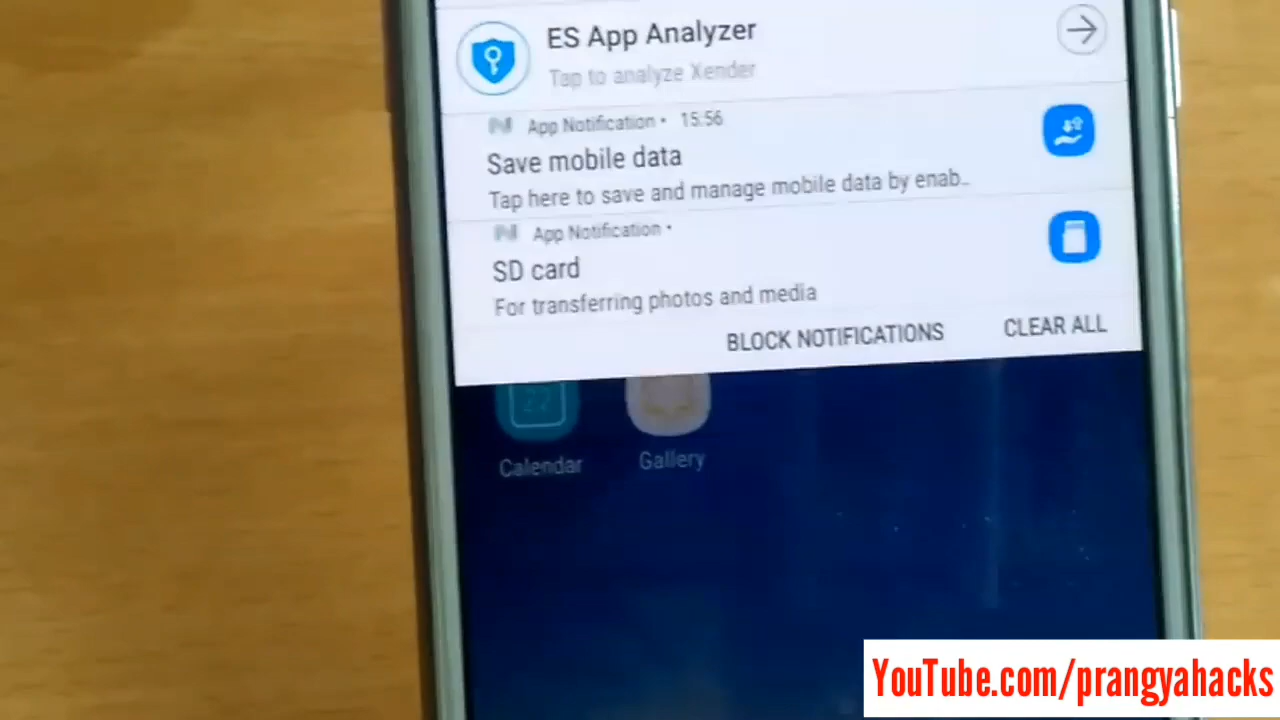 ES App Analyzer
Tap to analyze Xender
App Notification • 15:56
Save mobile data
Tap here to save and manage mobile data by enab..
App Notification •
SD card
For transferring photos and media
BLOCK NOTIFICATIONS CLEAR ALL
27
Calendar Gallery
YouTube.com/prangyahacks